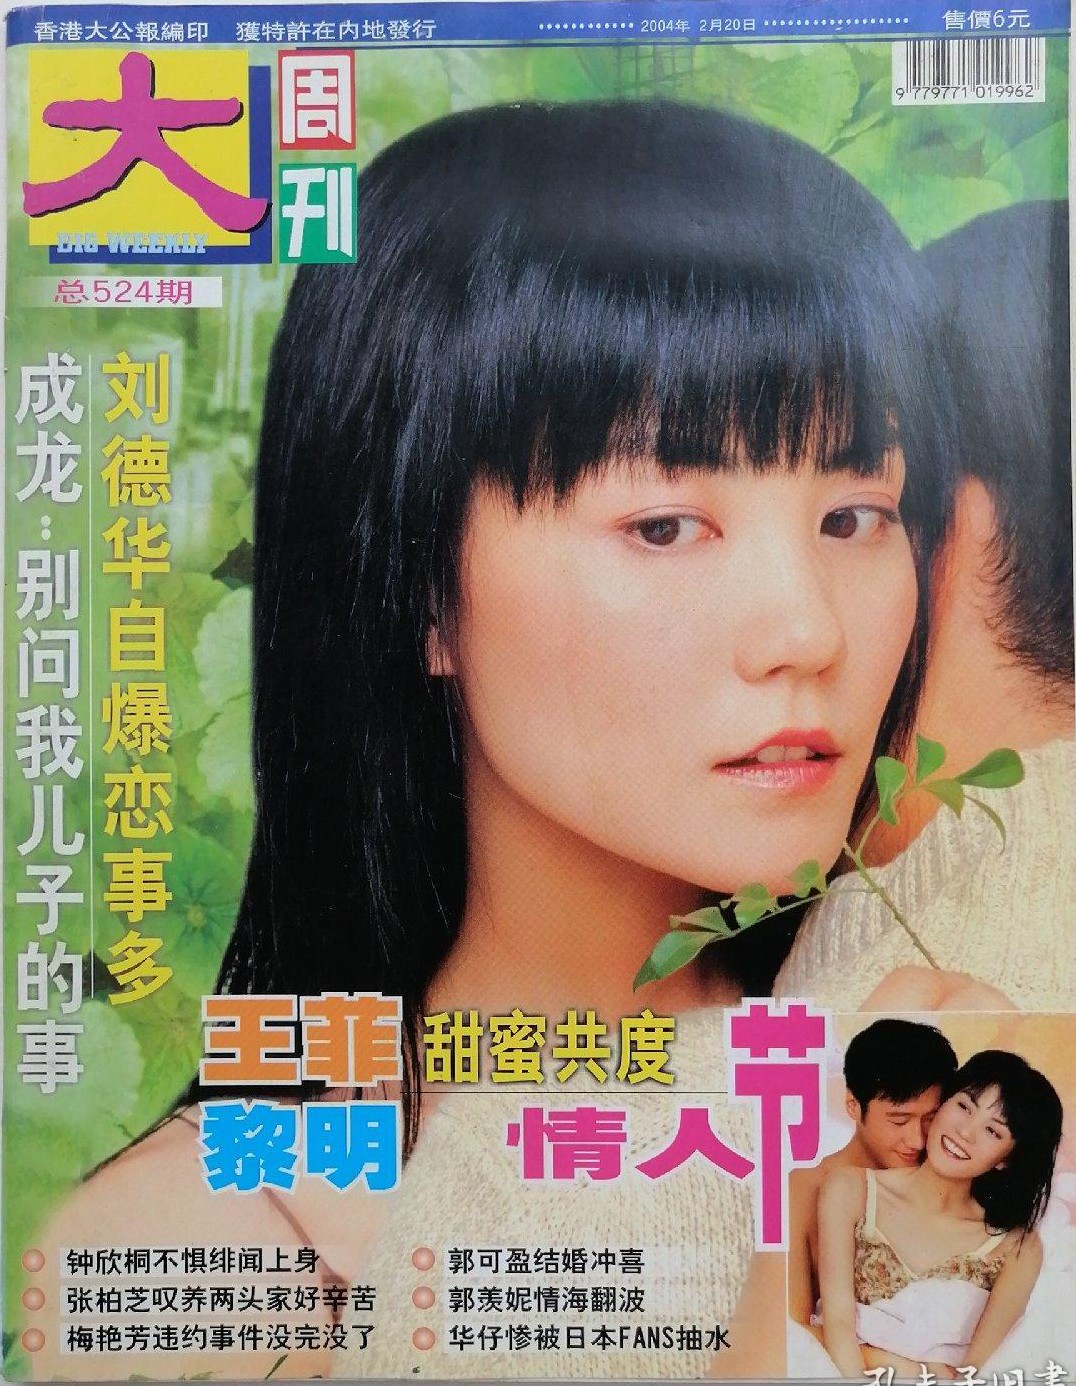 香港大公報編印 獲特許在内地發行
2004年 2月20日
售價6元
9 779771 019962
大周刊
BIG WEEKLY
总524期
刘德华自爆恋事多
成龙:别问我儿子的事
王菲 黎明
甜蜜共度
情人节
钟欣桐不惧绯闻上身
张柏芝叹养两头家好辛苦
梅艳芳违约事件没完没了
郭可盈结婚冲喜
郭羡妮情海翻波
华仔惨被日本FANS抽水